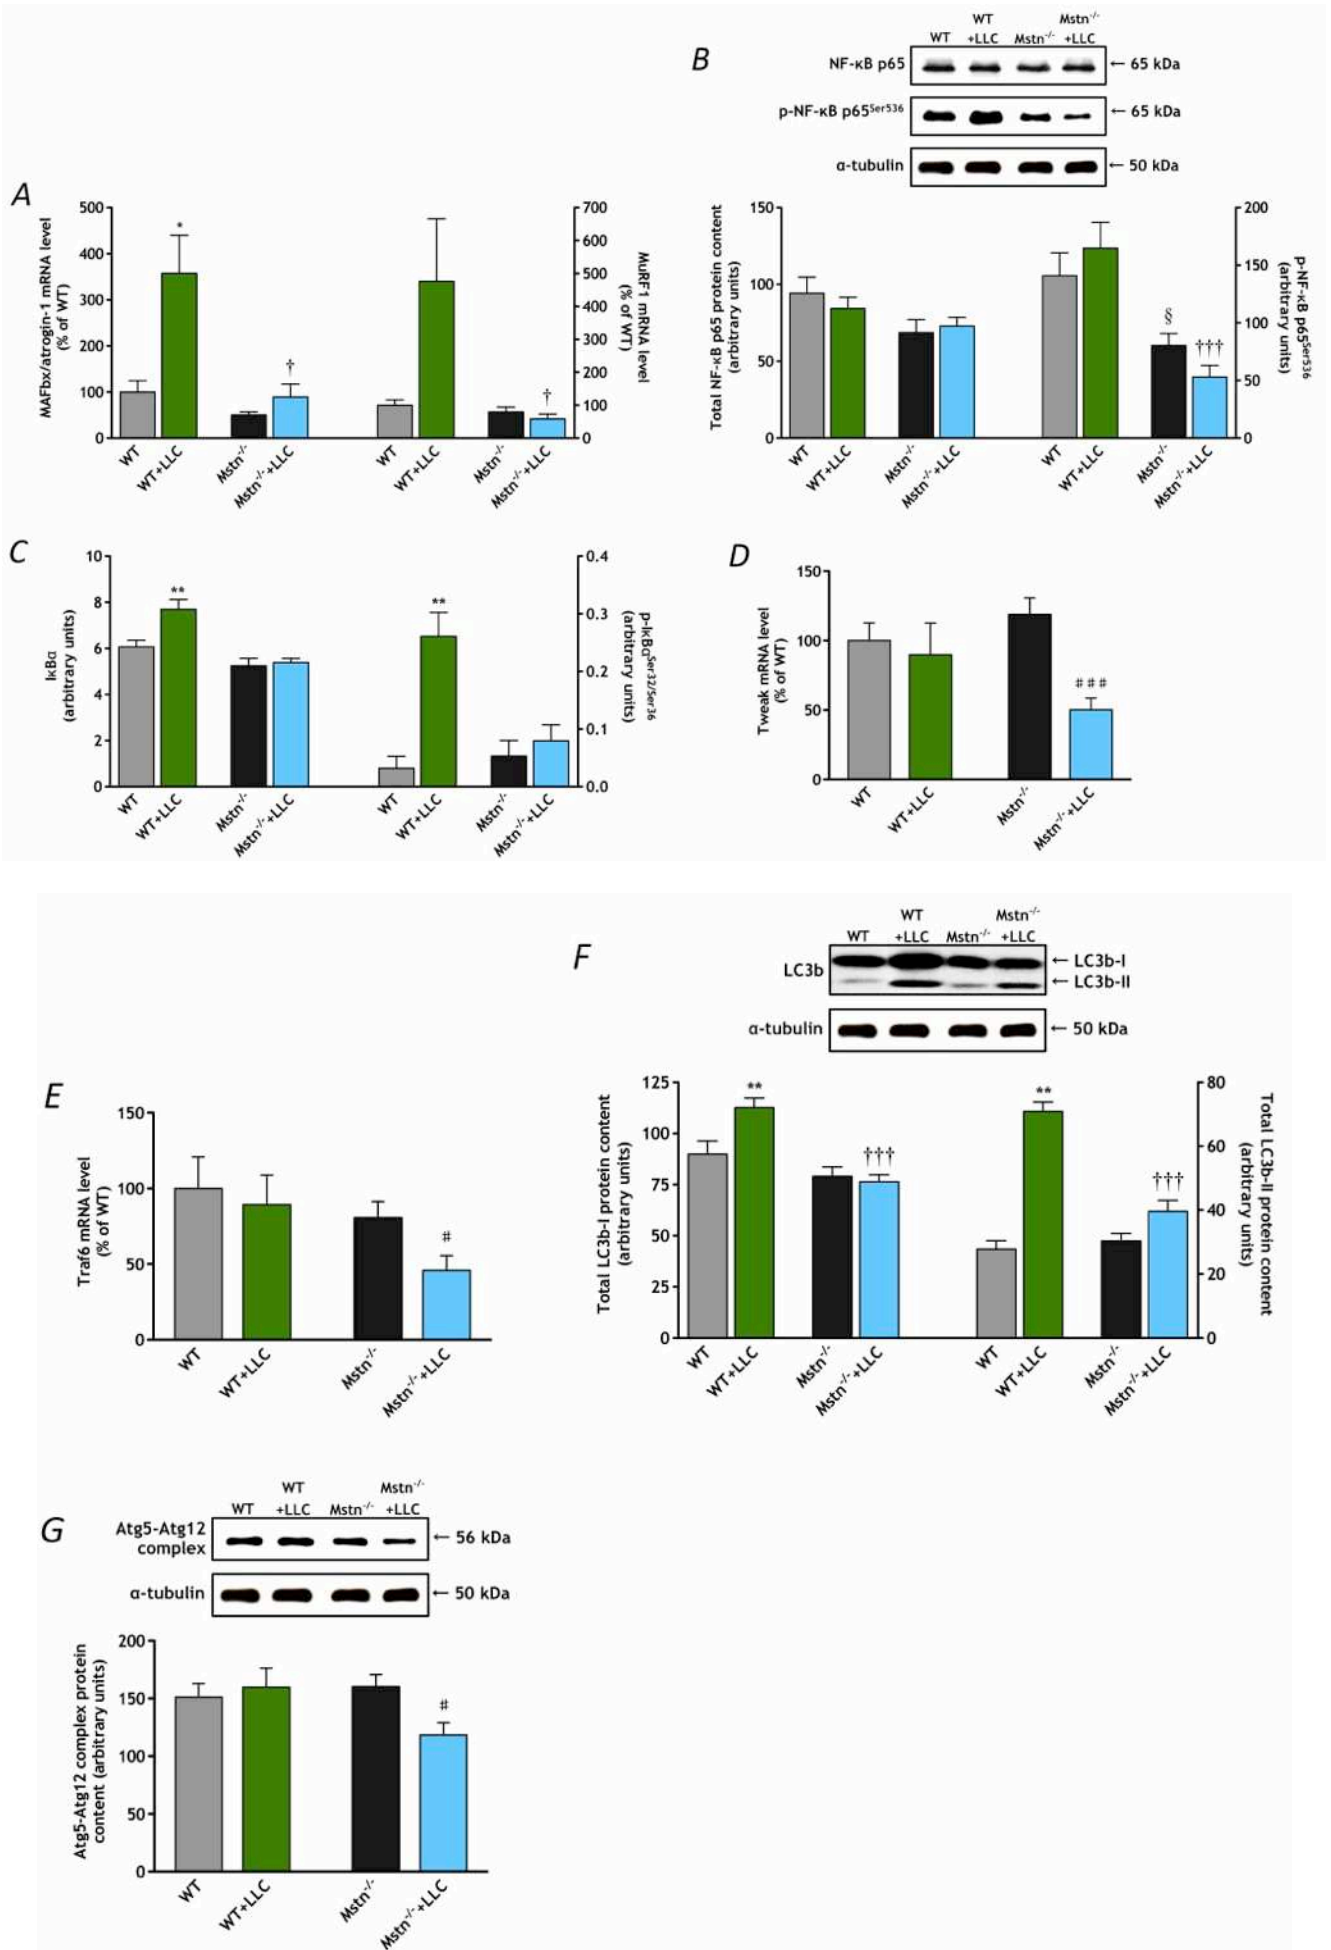 B
WT
WT
+LLC
Mstn⁻/⁻
Mstn⁻/⁻
+LLC
NF-κB p65
← 65 kDa
p-NF-κB p65Ser536
← 65 kDa
α-tubulin
← 50 kDa
A
MAFbx/atrogin-1 mRNA level
(% of WT)
500
400
300
200
100
0
*
†
†
700
600
500
400
300
200
100
0
MuRF1 mRNA level
(% of WT)
WT
WT+LLC
Mstn⁻/⁻
Mstn⁻/⁻+LLC
WT
WT+LLC
Mstn⁻/⁻
Mstn⁻/⁻+LLC
Total NF-κB p65 protein content
(arbitrary units)
150
100
50
0
§
†††
200
150
100
50
0
p-NF-κB p65Ser536
(arbitrary units)
WT
WT+LLC
Mstn⁻/⁻
Mstn⁻/⁻+LLC
WT
WT+LLC
Mstn⁻/⁻
Mstn⁻/⁻+LLC
C
IκBα
(arbitrary units)
10
8
6
4
2
0
**
**
0.4
0.3
0.2
0.1
0.0
p-IκBαSer32/Ser36
(arbitrary units)
WT
WT+LLC
Mstn⁻/⁻
Mstn⁻/⁻+LLC
WT
WT+LLC
Mstn⁻/⁻
Mstn⁻/⁻+LLC
D
Tweak mRNA level
(% of WT)
150
100
50
0
###
WT
WT+LLC
Mstn⁻/⁻
Mstn⁻/⁻+LLC
E
Traf6 mRNA level
(% of WT)
150
100
50
0
#
WT
WT+LLC
Mstn⁻/⁻
Mstn⁻/⁻+LLC
F
WT
WT
+LLC
Mstn⁻/⁻
Mstn⁻/⁻
+LLC
LC3b
← LC3b-I
← LC3b-II
α-tubulin
← 50 kDa
Total LC3b-I protein content
(arbitrary units)
125
100
75
50
25
0
**
†††
**
†††
80
60
40
20
0
Total LC3b-II protein content
(arbitrary units)
WT
WT+LLC
Mstn⁻/⁻
Mstn⁻/⁻+LLC
WT
WT+LLC
Mstn⁻/⁻
Mstn⁻/⁻+LLC
G
WT
WT
+LLC
Mstn⁻/⁻
Mstn⁻/⁻
+LLC
Atg5-Atg12
complex
← 56 kDa
α-tubulin
← 50 kDa
Atg5-Atg12 complex protein
content (arbitrary units)
200
150
100
50
0
#
WT
WT+LLC
Mstn⁻/⁻
Mstn⁻/⁻+LLC